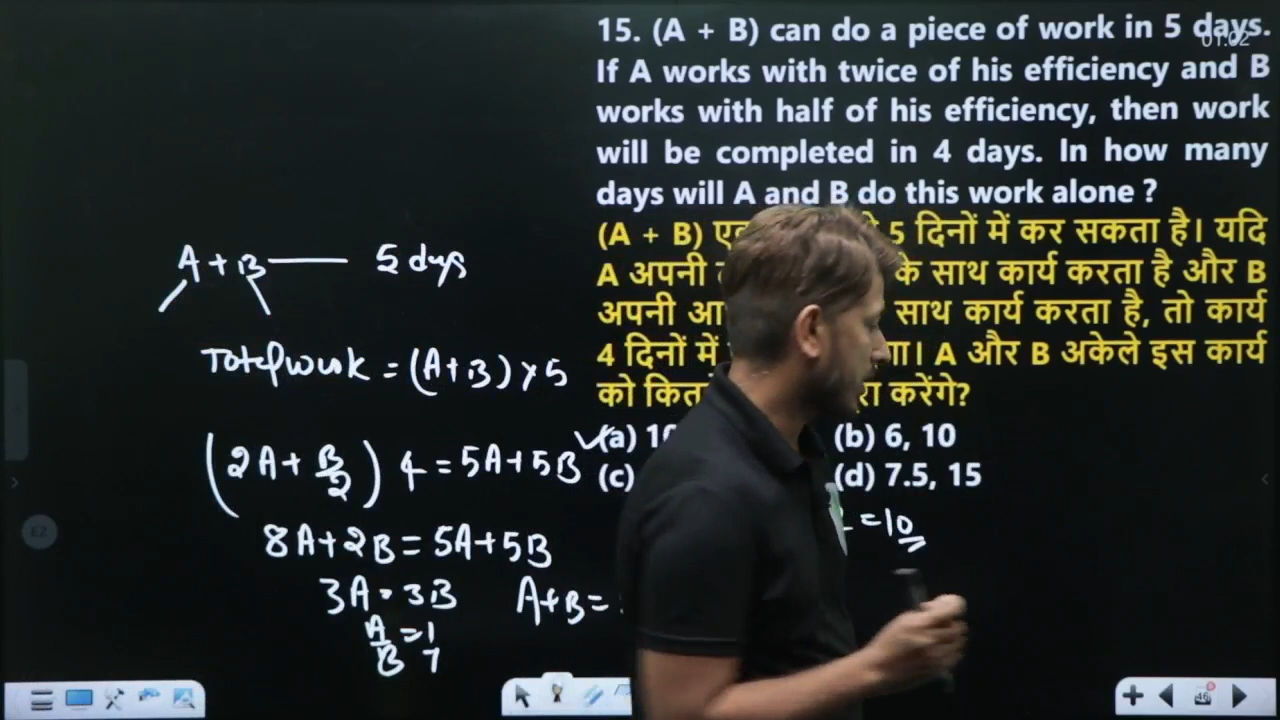 15. (A + B) can do a piece of work in 5 days.
If A works with twice of his efficiency and B
works with half of his efficiency, then work
will be completed in 4 days. In how many
days will A and B do this work alone ?
(A + B) 5 दिनों में कर सकता है। यदि
A अपनी के साथ कार्य करता है और B
अपनी साथ कार्य करता है, तो कार्य
4 दिनों में A और B अकेले इस कार्य
को करेंगे?
(a) (b) 6, 10
(c) (d) 7.5, 15
A+B 5 days
Total work = (A+B) x 5
(2A+B/2) 4 = 5A+5B
8A+2B = 5A+5B
3A = 3B
A/B = 1/1
A+B =
=10
01:02
EZ
46